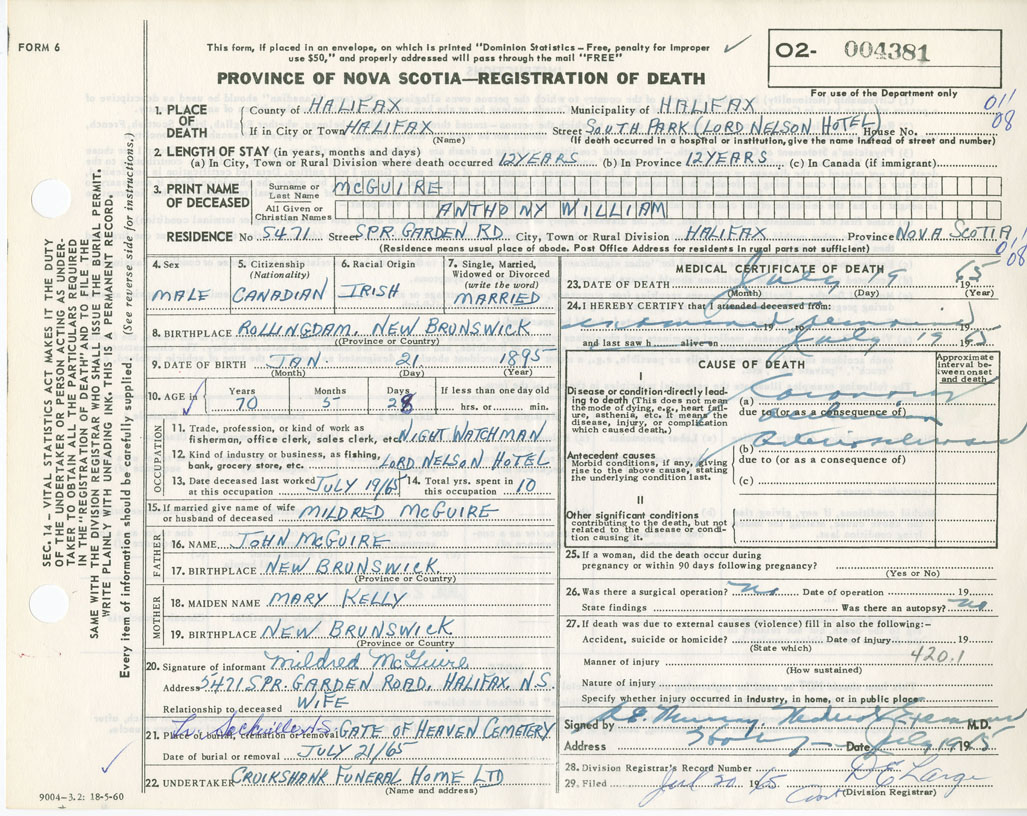 FORM 6
This form, if placed in an envelope, on which is printed "Dominion Statistics – Free, penalty for improper
use $50," and properly addressed will pass through the mail "FREE"
PROVINCE OF NOVA SCOTIA—REGISTRATION OF DEATH
O2- 004381
For use of the Department only
011
08
1. PLACE OF DEATH
County of HALIFAX Municipality of HALIFAX
If in City or Town HALIFAX Street SOUTH PARK (LORD NELSON HOTEL) House No.
(Name) (If death occurred in a hospital or institution, give the name instead of street and number)
2. LENGTH OF STAY (in years, months and days)
(a) In City, Town or Rural Division where death occurred 12 YEARS (b) In Province 12 YEARS (c) In Canada (if immigrant)
3. PRINT NAME OF DECEASED
Surname or Last Name McGUIRE
All Given or Christian Names ANTHONY WILLIAM
RESIDENCE No 5471 Street SPR. GARDEN RD City, Town or Rural Division HALIFAX Province NOVA SCOTIA
(Residence means usual place of abode. Post Office Address for residents in rural parts not sufficient)
08
4. Sex MALE
5. Citizenship (Nationality) CANADIAN
6. Racial Origin IRISH
7. Single, Married, Widowed or Divorced (write the word) MARRIED
8. BIRTHPLACE ROLLINGDAM, NEW BRUNSWICK
(Province or Country)
9. DATE OF BIRTH JAN. 21 1895
(Month) (Day) (Year)
10. AGE in Years 70 Months 5 Days 28 If less than one day old hrs. or min.
OCCUPATION
11. Trade, profession, or kind of work as
fisherman, office clerk, sales clerk, etc. NIGHT WATCHMAN
12. Kind of industry or business, as fishing,
bank, grocery store, etc. LORD NELSON HOTEL
13. Date deceased last worked at this occupation JULY 19/65 14. Total yrs. spent in this occupation 10
15. If married give name of wife
or husband of deceased MILDRED McGUIRE
FATHER
16. NAME JOHN McGUIRE
17. BIRTHPLACE NEW BRUNSWICK
(Province or Country)
MOTHER
18. MAIDEN NAME MARY KELLY
19. BIRTHPLACE NEW BRUNSWICK
(Province or Country)
20. Signature of informant Mildred McGuire
Address 5471 SPR. GARDEN ROAD, HALIFAX, N.S.
Relationship to deceased WIFE
21. Place of burial, cremation or removal GATE OF HEAVEN CEMETERY
Date of burial or removal JULY 21/65
22. UNDERTAKER CRUIKSHANK FUNERAL HOME LTD
(Name and address)
MEDICAL CERTIFICATE OF DEATH
23. DATE OF DEATH July 19 1965
(Month) (Day) (Year)
24. I HEREBY CERTIFY that I attended deceased from:
19 19
and last saw h alive on July 19 1965
CAUSE OF DEATH
Approximate interval between onset and death
I
Disease or condition directly leading to death (This does not mean the mode of dying, e.g., heart failure, asthenia, etc. It means the disease, injury, or complication which caused death.)
(a) Coronary
due to (or as a consequence of)
Antecedent causes
Morbid conditions, if any, giving rise to the above cause, stating the underlying condition last.
(b)
due to (or as a consequence of)
(c)
II
Other significant conditions
contributing to the death, but not related to the disease or condition causing it.
25. If a woman, did the death occur during
pregnancy or within 90 days following pregnancy?
(Yes or No)
26. Was there a surgical operation? no Date of operation 19
State findings Was there an autopsy? no
27. If death was due to external causes (violence) fill in also the following:-
Accident, suicide or homicide? Date of injury 19
(State which)
420.1
Manner of injury
(How sustained)
Nature of injury
Specify whether injury occurred in Industry, in home, or in public place
Signed by Murray, Medical Examiner M.D.
Address Date July 19 1965
28. Division Registrar's Record Number
29. Filed Jul 20 1965
(Division Registrar)
SEC. 14 – VITAL STATISTICS ACT MAKES IT THE DUTY
OF THE UNDERTAKER OR PERSON ACTING AS UNDER-
TAKER TO OBTAIN ALL THE PARTICULARS REQUIRED
IN THE "REGISTRATION OF DEATH" AND TO FILE THE
SAME WITH THE DIVISION REGISTRAR WHO SHALL ISSUE THE BURIAL PERMIT.
WRITE PLAINLY WITH UNFADING INK. THIS IS A PERMANENT RECORD.
Every item of information should be carefully supplied. (See reverse side for instructions.)
9004-3.2: 18-5-60